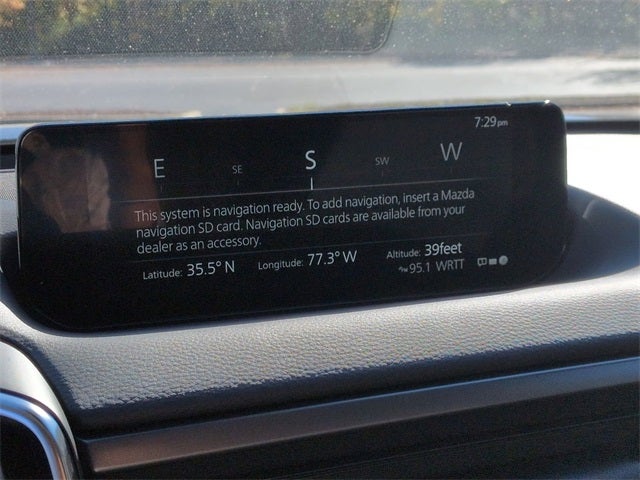 7:29pm
E SE S SW W
This system is navigation ready. To add navigation, insert a Mazda
navigation SD card. Navigation SD cards are available from your
dealer as an accessory.
Latitude: 35.5° N Longitude: 77.3° W Altitude: 39feet
95.1 WRTT